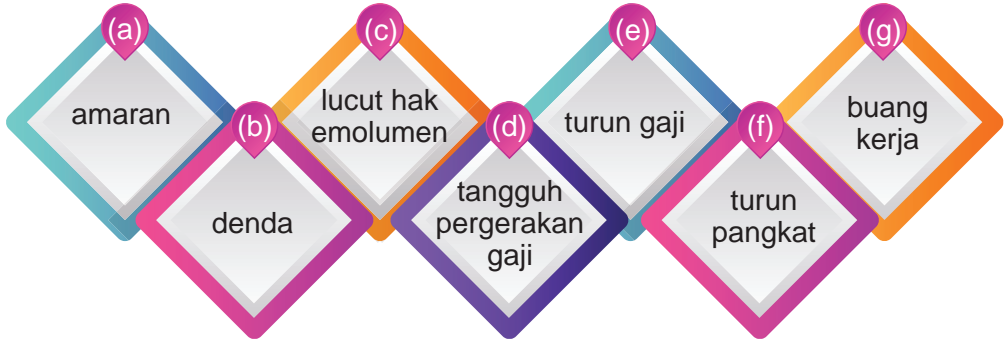 (a)
amaran
(b)
denda
(c)
lucut hak
emolumen
(d)
tangguh
pergerakan
gaji
(e)
turun gaji
(f)
turun
pangkat
(g)
buang
kerja